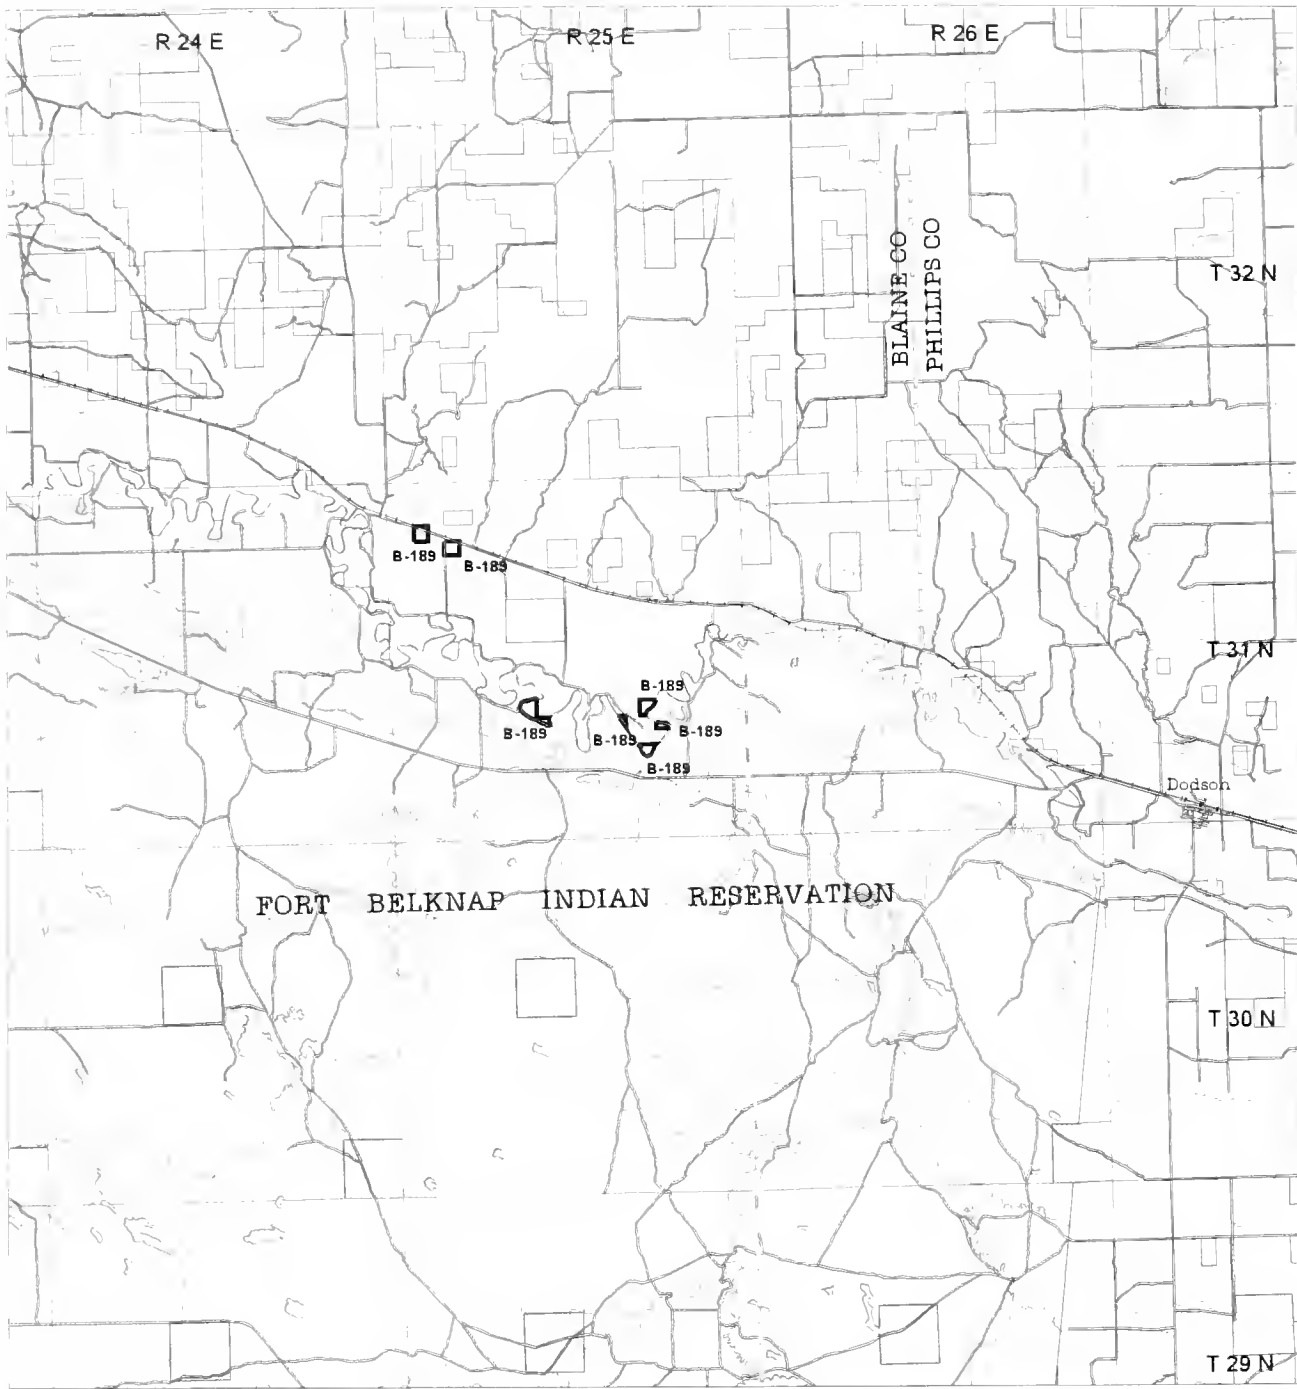 R 24 E
R 25 E
R 26 E
BLAINE CO
PHILLIPS CO
T 32 N
B-189
B-189
T 31 N
B-189
B-189
B-189
B-189
B-189
Dodson
FORT BELKNAP INDIAN RESERVATION
T 30 N
T 29 N